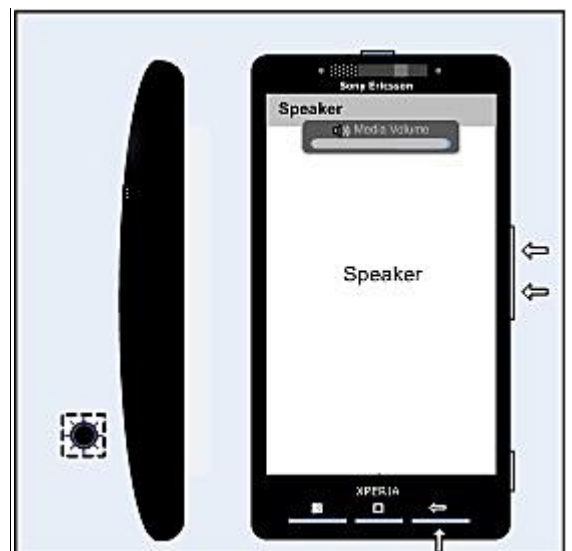 Sony Ericsson
Speaker
Media Volume
Speaker
XPERIA